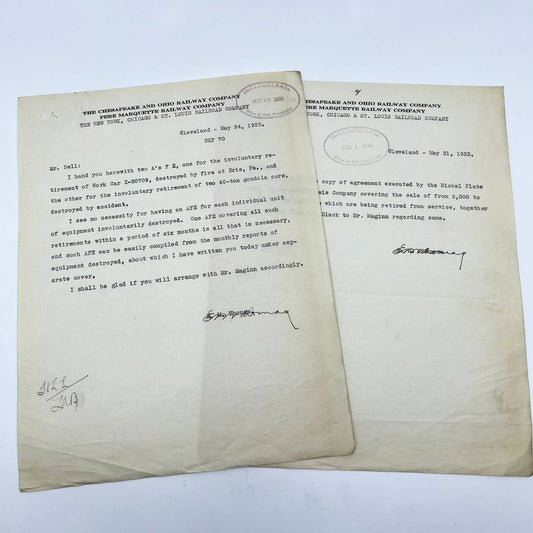 THE CHESAPEAKE AND OHIO RAILWAY COMPANY
PERE MARQUETTE RAILWAY COMPANY
THE NEW YORK, CHICAGO & ST. LOUIS RAILROAD COMPANY
Cleveland - May 24, 1933.
NXP 70
Mr. Bell:
I hand you herewith two A's F E, one for the involuntary re-
tirement of Work Car X-50709, destroyed by fire at Erie, Pa., and
the other for the involuntary retirement of two 40-ton gondola cars,
destroyed by accident.
I see no necessity for having an AFE for each individual unit
of equipment involuntarily destroyed. One AFE covering all such
retirements within a period of six months is all that is necessary,
and such AFE can be easily compiled from the monthly reports of
equipment destroyed, about which I have written you today under sep-
arate cover.
I shall be glad if you will arrange with Mr. Maginn accordingly.
CHESAPEAKE AND OHIO RAILWAY COMPANY
PERE MARQUETTE RAILWAY COMPANY
YORK, CHICAGO & ST. LOUIS RAILROAD COMPANY
Cleveland - May 31, 1933.
copy of agreement executed by the Nickel Plate
els Company covering the sale of from 2,000 to
which are being retired from service, together
lack to Mr. Maginn regarding same.